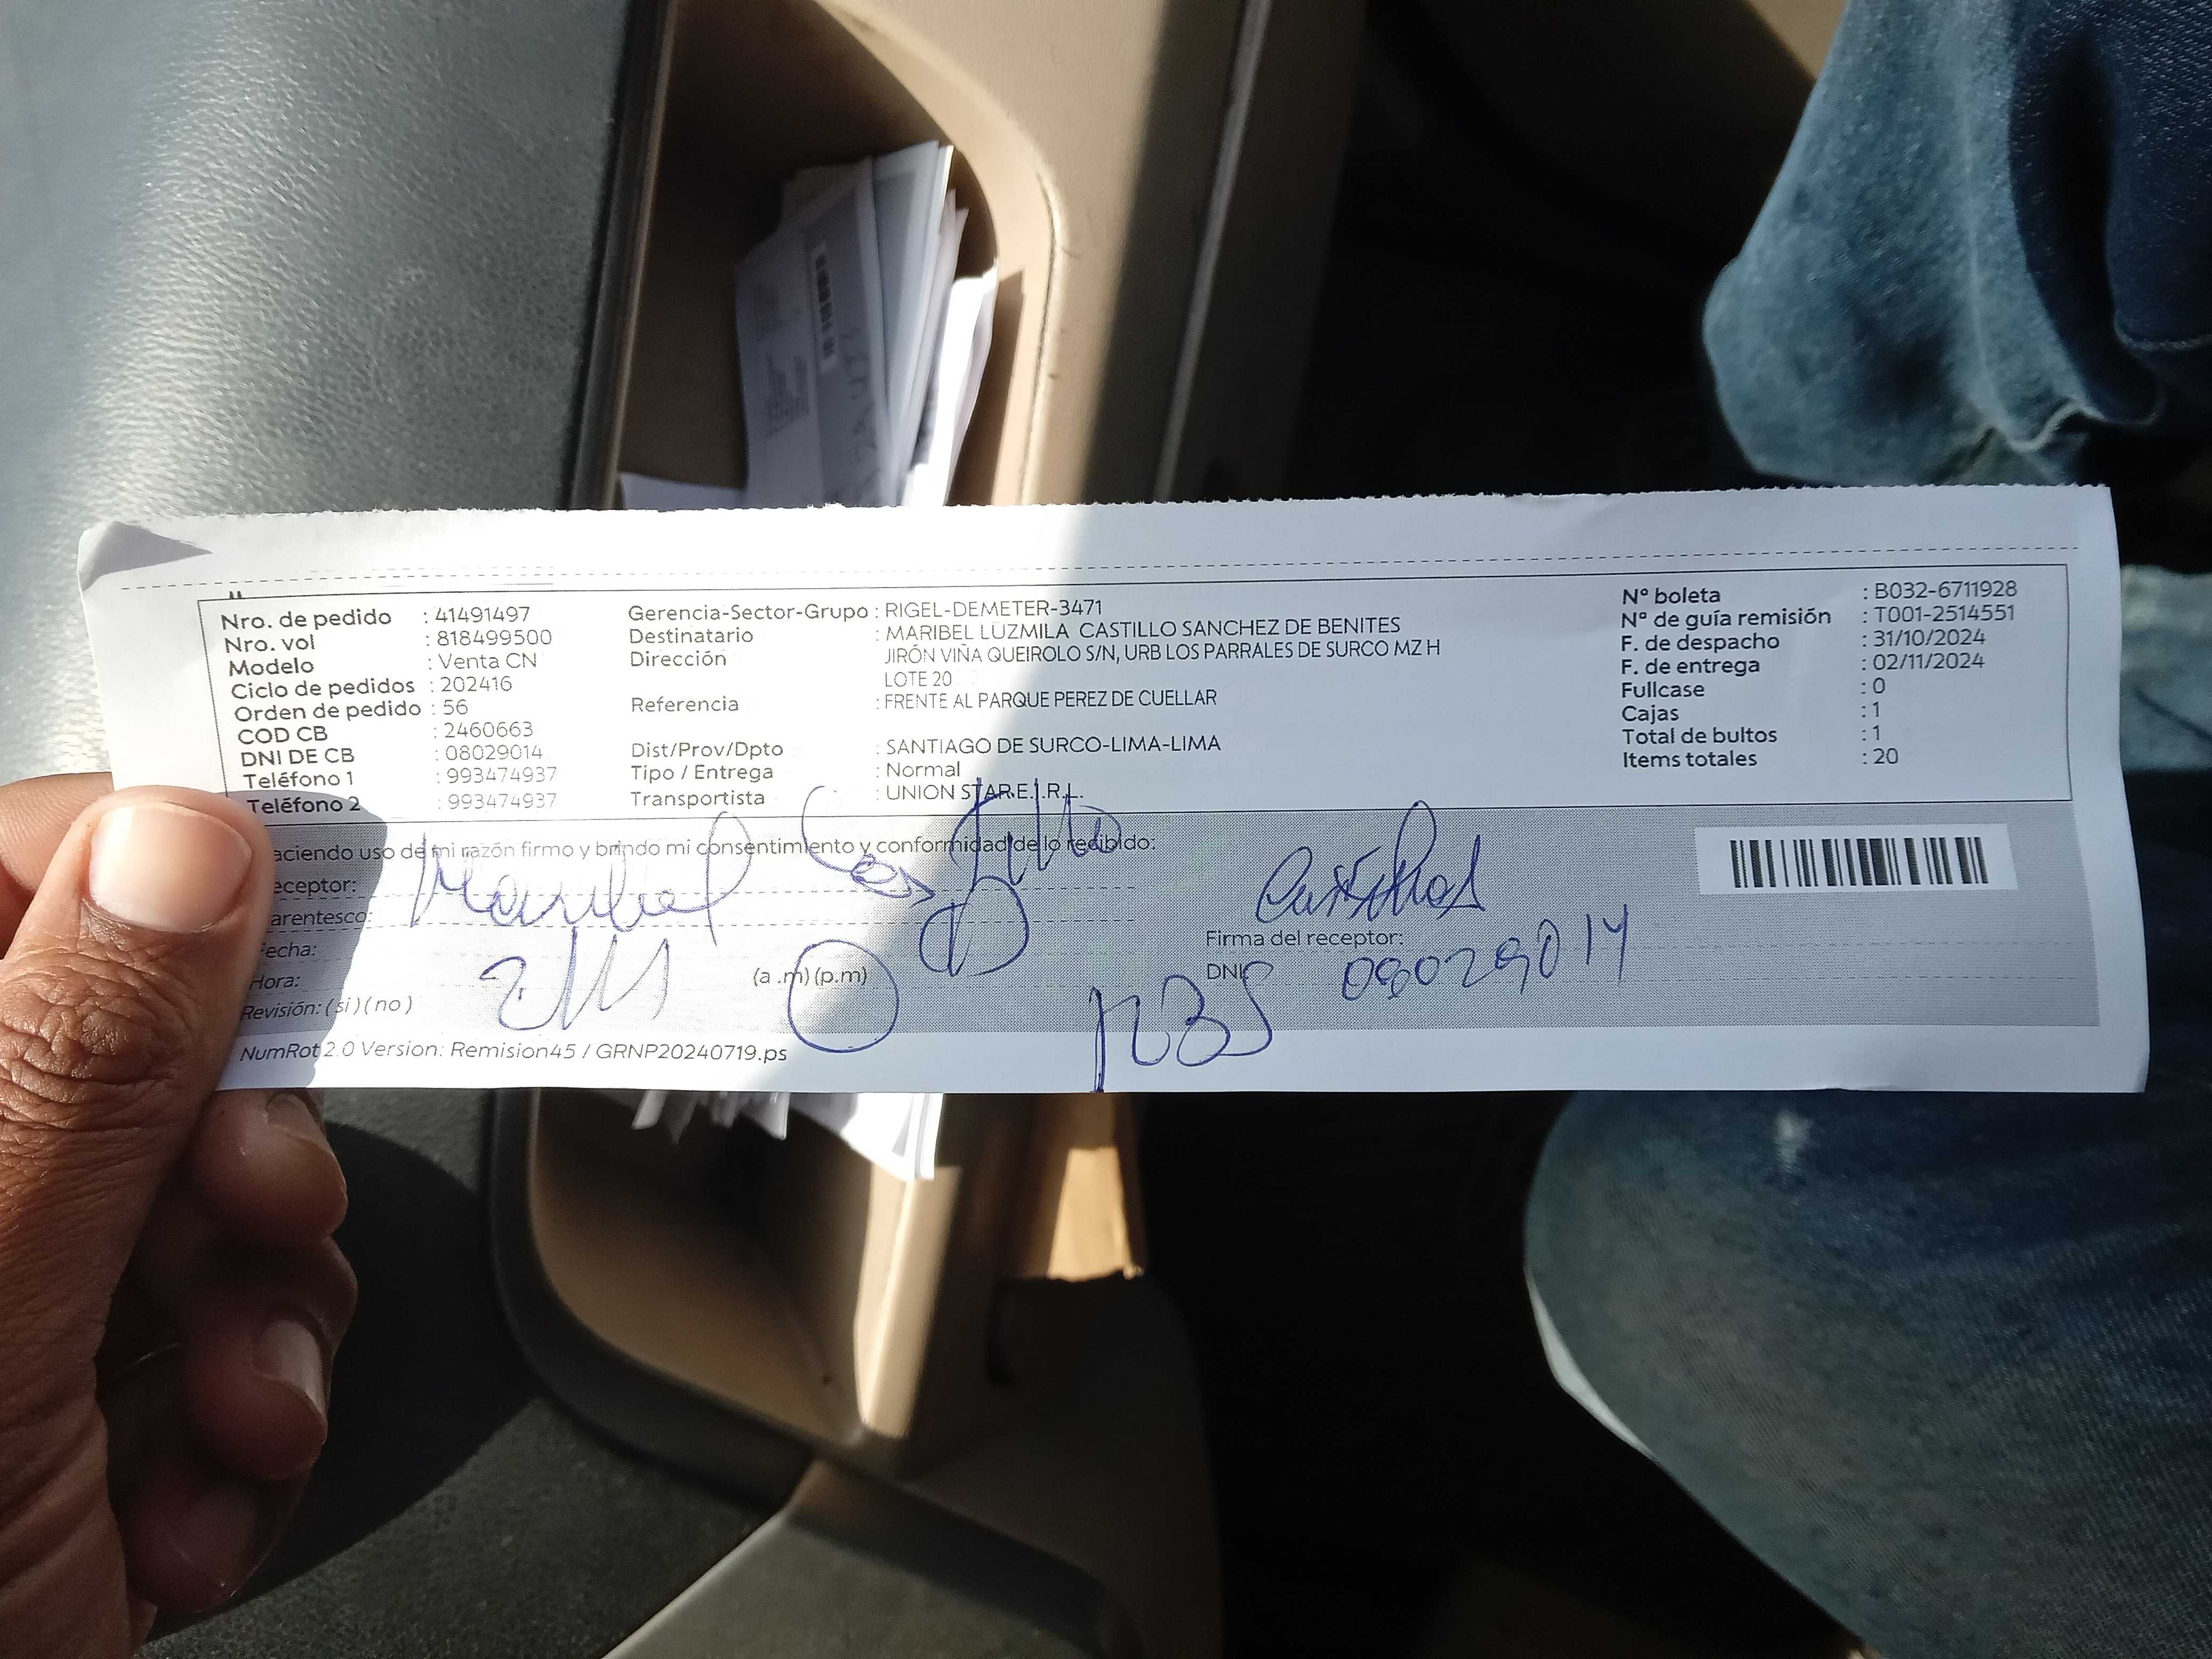 Nro. de pedido : 41491497
Nro. vol : 818499500
Modelo : Venta CN
Ciclo de pedidos : 202416
Orden de pedido : 56
COD CB : 2460663
DNI DE CB : 08029014
Teléfono 1 : 993474937
Teléfono 2 : 993474937
Gerencia-Sector-Grupo : RIGEL-DEMETER-3471
Destinatario : MARIBEL LUZMILA CASTILLO SANCHEZ DE BENITES
Dirección JIRÓN VIÑA QUEIROLO S/N, URB LOS PARRALES DE SURCO MZ H
LOTE 20
Referencia : FRENTE AL PARQUE PEREZ DE CUELLAR
Dist/Prov/Dpto : SANTIAGO DE SURCO-LIMA-LIMA
Tipo / Entrega : Normal
Transportista : UNION STAR E.I.R.L.
Nº boleta : B032-6711928
Nº de guía remisión : T001-2514551
F. de despacho : 31/10/2024
F. de entrega : 02/11/2024
Fullcase : 0
Cajas : 1
Total de bultos : 1
Items totales : 20
aciendo uso de mi razón firmo y brindo mi consentimiento y conformidad de lo recibido:
eceptor: Maribel Castillo
arentesco:
Fecha: 2/11
Hora: (a .m) (p.m)
Revisión: ( si ) ( no )
Firma del receptor:
DNI 08029014
NumRot 2.0 Version: Remision45 / GRNP20240719.ps